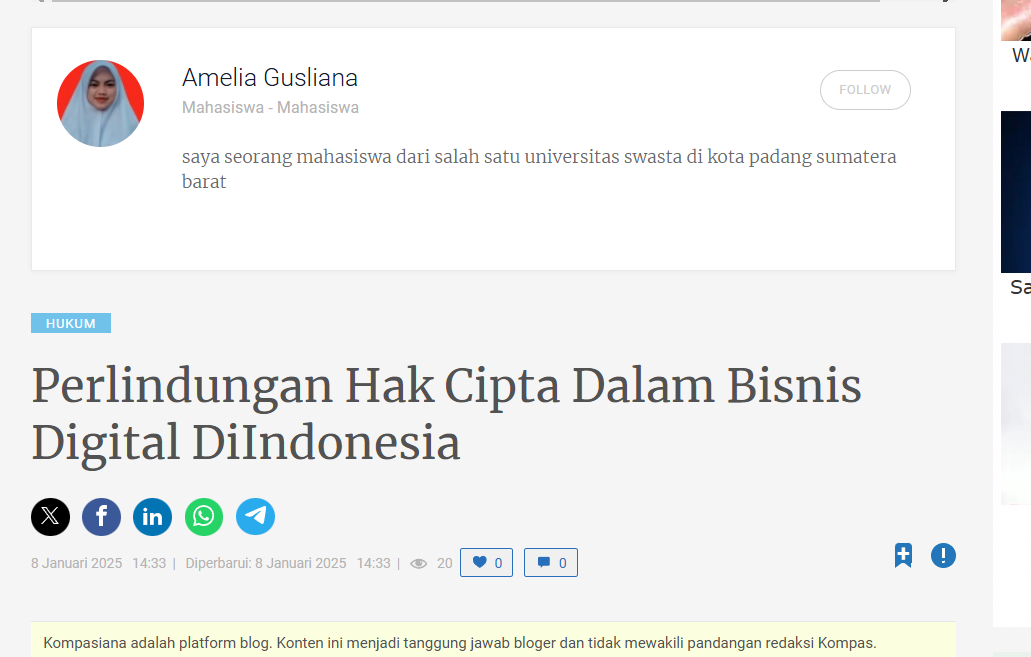 Amelia Gusliana
Mahasiswa - Mahasiswa
FOLLOW
saya seorang mahasiswa dari salah satu universitas swasta di kota padang sumatera
barat
HUKUM
Perlindungan Hak Cipta Dalam Bisnis
Digital DiIndonesia
8 Januari 2025 14:33 | Diperbarui: 8 Januari 2025 14:33 | 20 0 0
Kompasiana adalah platform blog. Konten ini menjadi tanggung jawab bloger dan tidak mewakili pandangan redaksi Kompas.